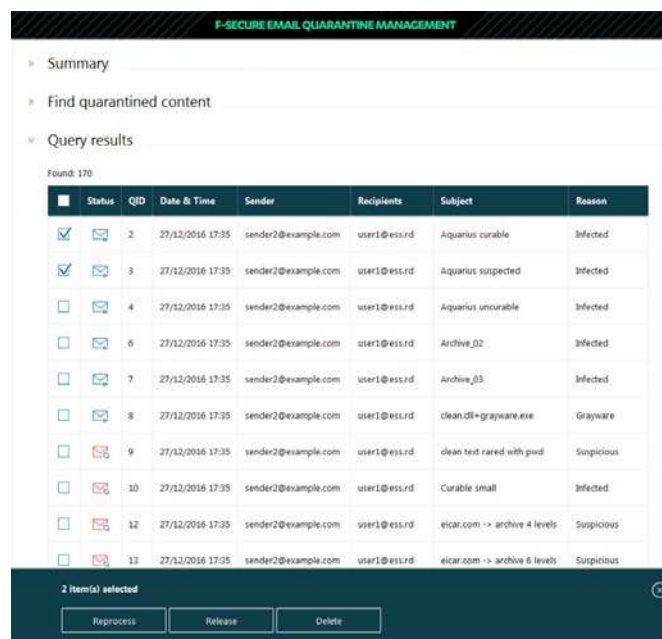 F-SECURE EMAIL QUARANTINE MANAGEMENT
Summary
Find quarantined content
Query results
Found: 170
Status QID Date & Time Sender Recipients Subject Reason
2 27/12/2016 17:35 sender2@example.com user1@ess.rd Aquarius curable Infected
3 27/12/2016 17:35 sender2@example.com user1@ess.rd Aquarius suspected Infected
4 27/12/2016 17:35 sender2@example.com user1@ess.rd Aquarius uncurable Infected
6 27/12/2016 17:35 sender2@example.com user1@ess.rd Archive_02 Infected
7 27/12/2016 17:35 sender2@example.com user1@ess.rd Archive_03 Infected
8 27/12/2016 17:35 sender2@example.com user1@ess.rd clean.dll+grayware.exe Grayware
9 27/12/2016 17:35 sender2@example.com user1@ess.rd clean text rared with pwd Suspicious
10 27/12/2016 17:35 sender2@example.com user1@ess.rd Curable small Infected
12 27/12/2016 17:35 sender2@example.com user1@ess.rd eicar.com -> archive 4 levels Suspicious
13 27/12/2016 17:35 sender2@example.com user1@ess.rd eicar.com -> archive 6 levels Suspicious
2 item(s) selected
Reprocess Release Delete